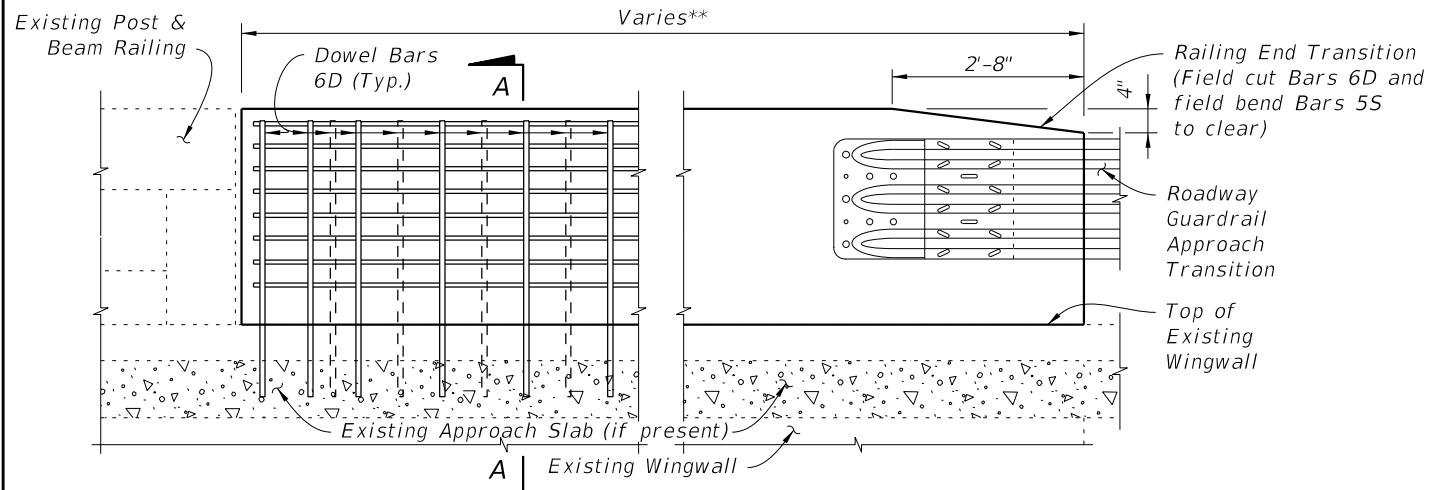 Existing Post &
Beam Railing
Varies**
Dowel Bars
6D (Typ.)
A
2'-8"
4"
Railing End Transition
(Field cut Bars 6D and
field bend Bars 5S
to clear)
Roadway
Guardrail
Approach
Transition
Top of
Existing
Wingwall
Existing Approach Slab (if present)
A
Existing Wingwall